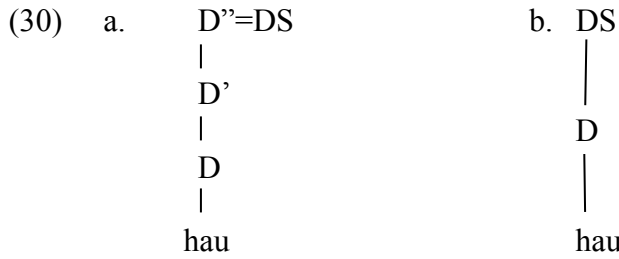 (30) a. D”=DS b. DS
D’
D
D
hau hau